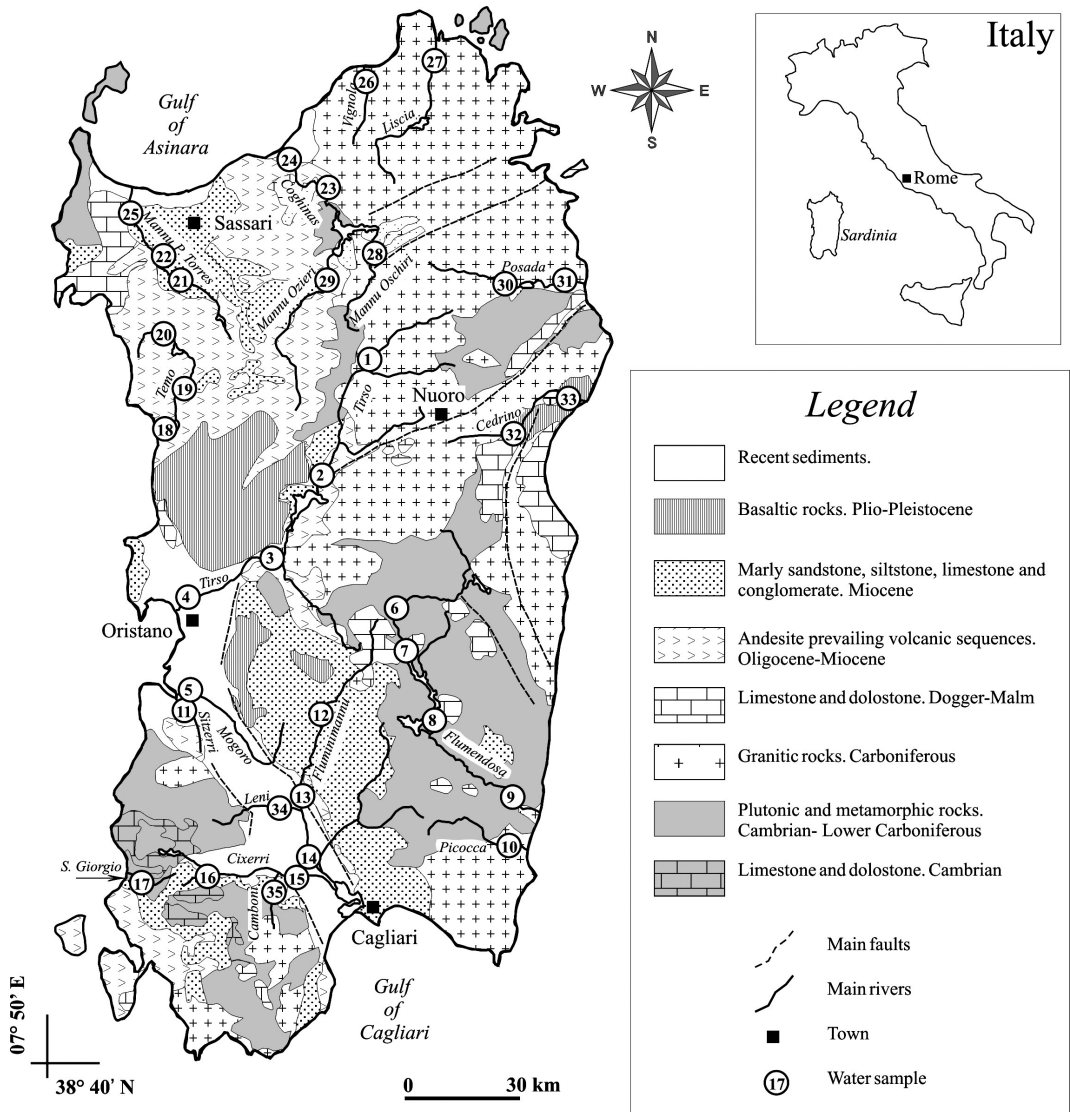 Italy
Rome
Sardinia
N
W
E
S
Gulf
of
Asinara
27
26
Vignola
Liscia
24
Coghinas
23
25
Mannu P. Torres
Sassari
22
21
28
29
Mannu Ozieri
Mannu Oschiri
Posada
30
31
20
Temo
19
18
1
Tirso
Nuoro
Cedrino
33
32
2
3
Tirso
4
Oristano
6
7
5
11
Sitzerri
Mogoro
12
Flumimannu
8
Flumendosa
Leni
34
13
9
Picocca
10
S. Giorgio
Cixerri
14
17
16
15
35
Camboni
Cagliari
Gulf
of
Cagliari
07° 50' E
38° 40' N
0
30 km
Legend
Recent sediments.
Basaltic rocks. Plio-Pleistocene
Marly sandstone, siltstone, limestone and
conglomerate. Miocene
Andesite prevailing volcanic sequences.
Oligocene-Miocene
Limestone and dolostone. Dogger-Malm
Granitic rocks. Carboniferous
Plutonic and metamorphic rocks.
Cambrian- Lower Carboniferous
Limestone and dolostone. Cambrian
Main faults
Main rivers
Town
17
Water sample